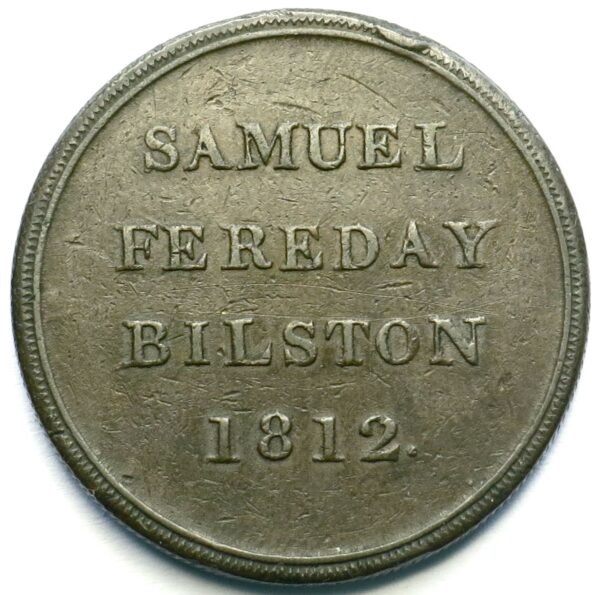 SAMUEL
FEREDAY
BILSTON
1812.